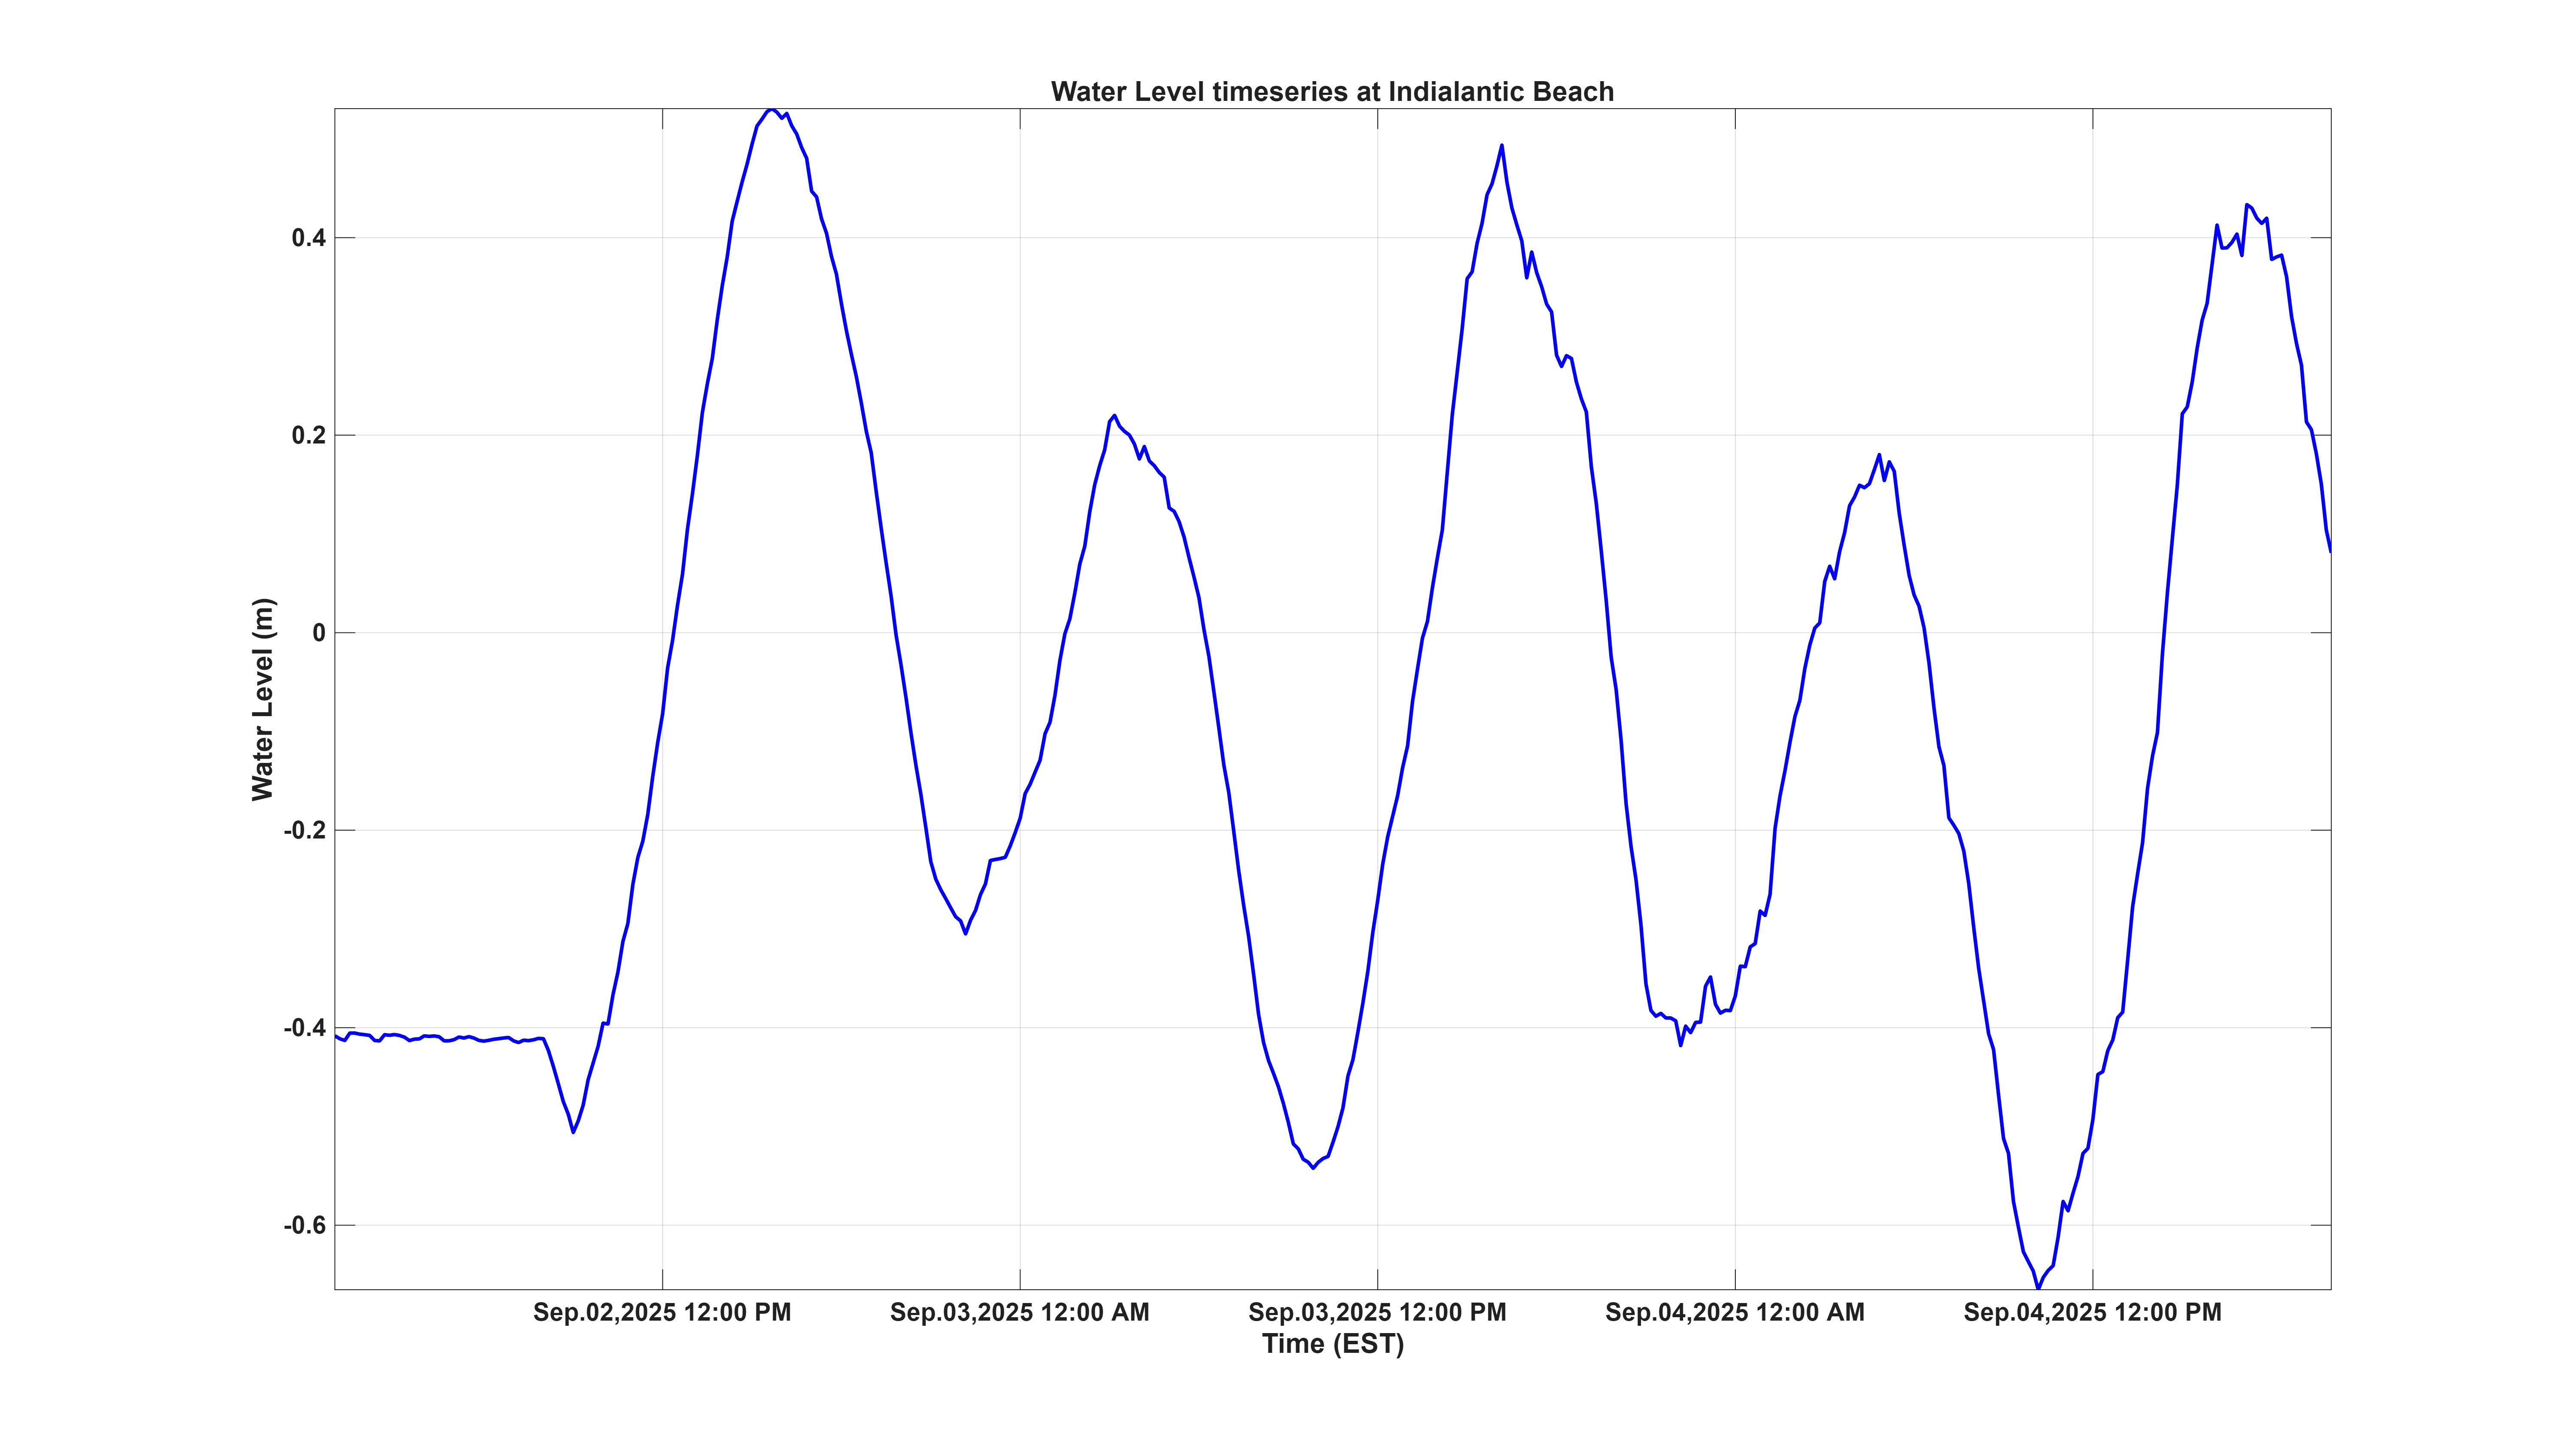 Water Level timeseries at Indialantic Beach
Water Level (m)
0.4
0.2
0
-0.2
-0.4
-0.6
Sep.02,2025 12:00 PM
Sep.03,2025 12:00 AM
Sep.03,2025 12:00 PM
Sep.04,2025 12:00 AM
Sep.04,2025 12:00 PM
Time (EST)